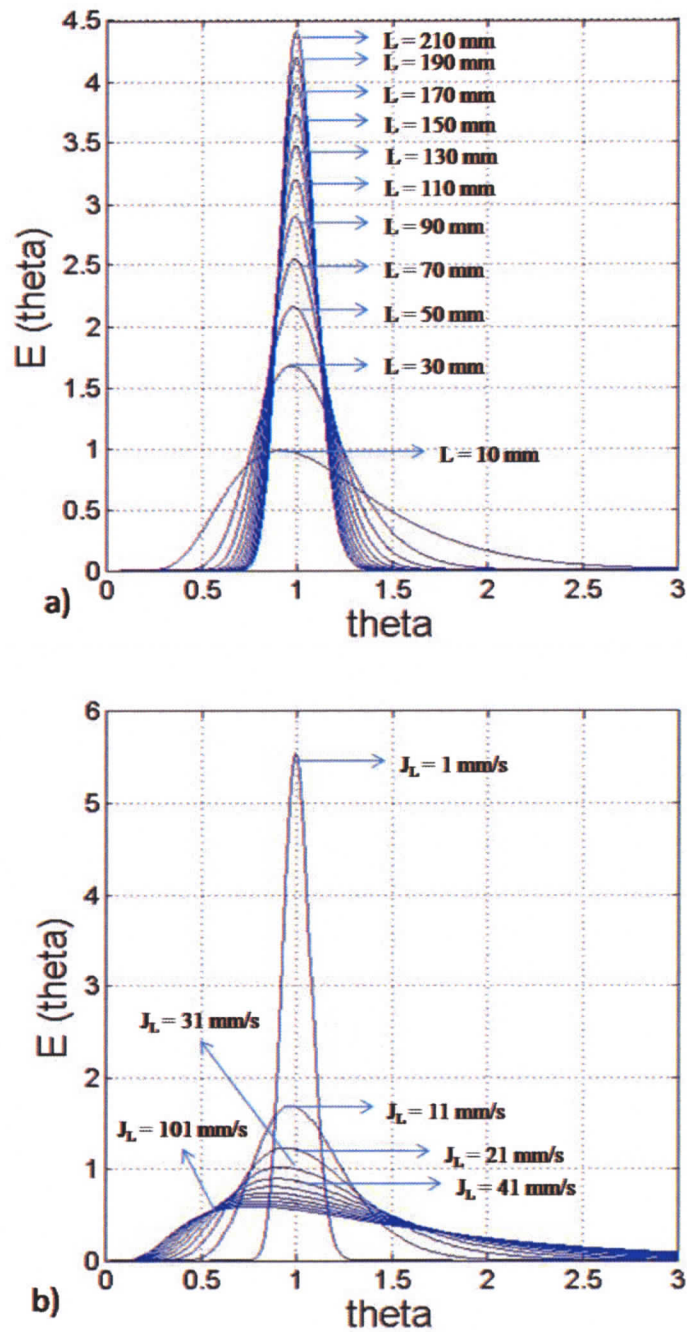 4.5
4
3.5
3
2.5
2
1.5
1
0.5
0
E (theta)
L = 210 mm
L = 190 mm
L = 170 mm
L = 150 mm
L = 130 mm
L = 110 mm
L = 90 mm
L = 70 mm
L = 50 mm
L = 30 mm
L = 10 mm
0 0.5 1 1.5 2 2.5 3
a)
theta
6
5
4
3
2
1
0
E (theta)
JL = 1 mm/s
JL = 31 mm/s
JL = 11 mm/s
JL = 101 mm/s
JL = 21 mm/s
JL = 41 mm/s
0 0.5 1 1.5 2 2.5 3
b)
theta